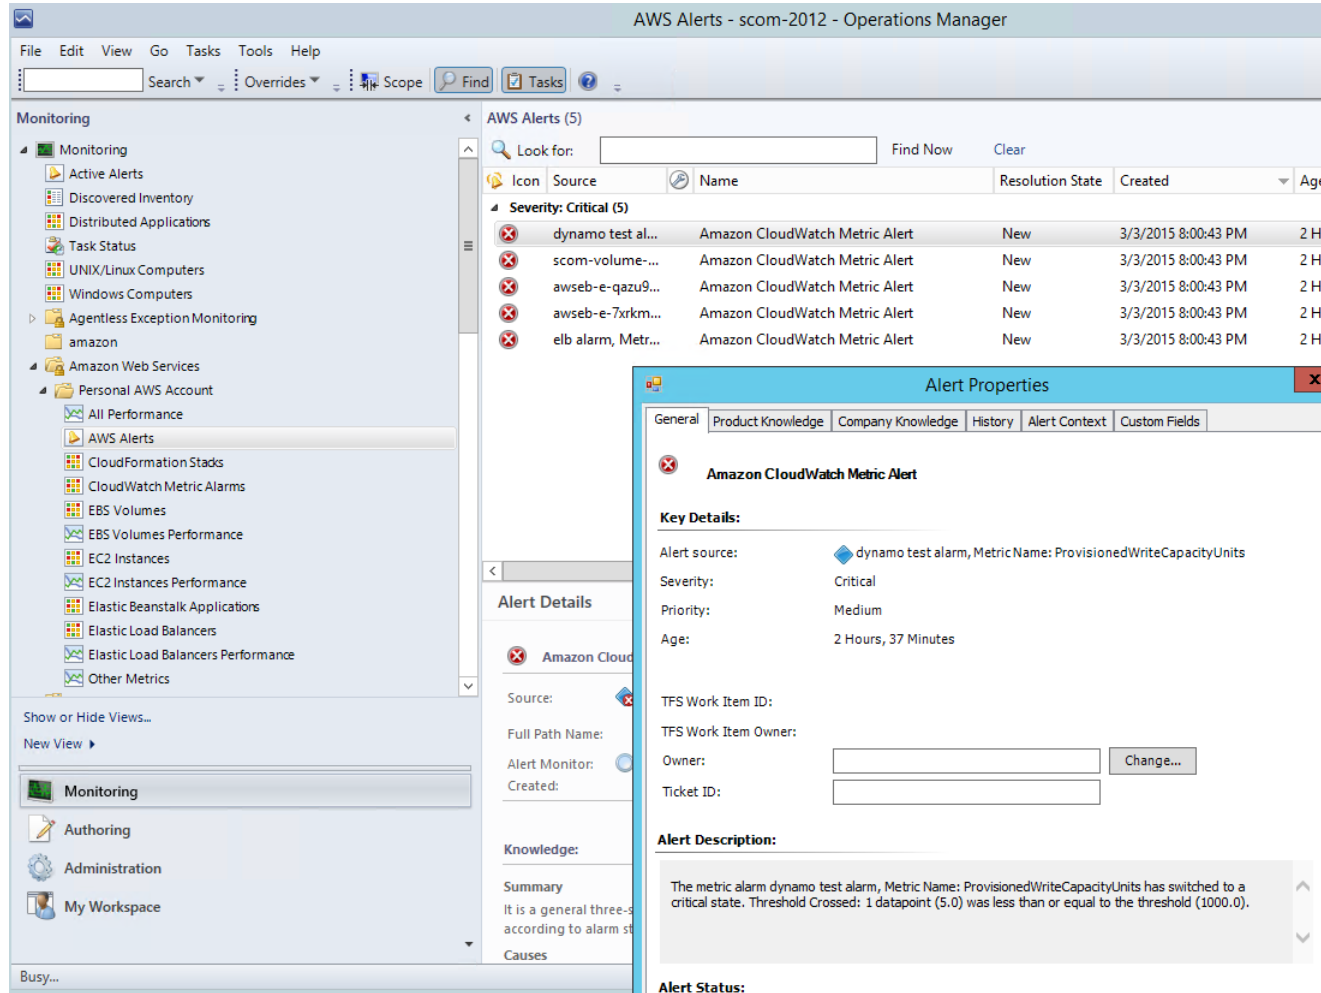 AWS Alerts - scom-2012 - Operations Manager
File Edit View Go Tasks Tools Help
Search Overrides Scope Find Tasks
Monitoring
Monitoring
Active Alerts
Discovered Inventory
Distributed Applications
Task Status
UNIX/Linux Computers
Windows Computers
Agentless Exception Monitoring
amazon
Amazon Web Services
Personal AWS Account
All Performance
AWS Alerts
CloudFormation Stacks
CloudWatch Metric Alarms
EBS Volumes
EBS Volumes Performance
EC2 Instances
EC2 Instances Performance
Elastic Beanstalk Applications
Elastic Load Balancers
Elastic Load Balancers Performance
Other Metrics
Show or Hide Views...
New View
Monitoring
Authoring
Administration
My Workspace
Busy...
AWS Alerts (5)
Look for: Find Now Clear
Icon Source Name Resolution State Created Age
Severity: Critical (5)
dynamo test al... Amazon CloudWatch Metric Alert New 3/3/2015 8:00:43 PM 2 H
scom-volume-... Amazon CloudWatch Metric Alert New 3/3/2015 8:00:43 PM 2 H
awseb-e-qazu9... Amazon CloudWatch Metric Alert New 3/3/2015 8:00:43 PM 2 H
awseb-e-7xrkm... Amazon CloudWatch Metric Alert New 3/3/2015 8:00:43 PM 2 H
elb alarm, Metr... Amazon CloudWatch Metric Alert New 3/3/2015 8:00:43 PM 2 H
Alert Details
Amazon Cloud
Source:
Full Path Name:
Alert Monitor:
Created:
Knowledge:
Summary
It is a general three-s
according to alarm st
Causes
Alert Properties
x
General Product Knowledge Company Knowledge History Alert Context Custom Fields
Amazon CloudWatch Metric Alert
Key Details:
Alert source: dynamo test alarm, Metric Name: ProvisionedWriteCapacityUnits
Severity: Critical
Priority: Medium
Age: 2 Hours, 37 Minutes
TFS Work Item ID:
TFS Work Item Owner:
Owner: Change...
Ticket ID:
Alert Description:
The metric alarm dynamo test alarm, Metric Name: ProvisionedWriteCapacityUnits has switched to a
critical state. Threshold Crossed: 1 datapoint (5.0) was less than or equal to the threshold (1000.0).
Alert Status: